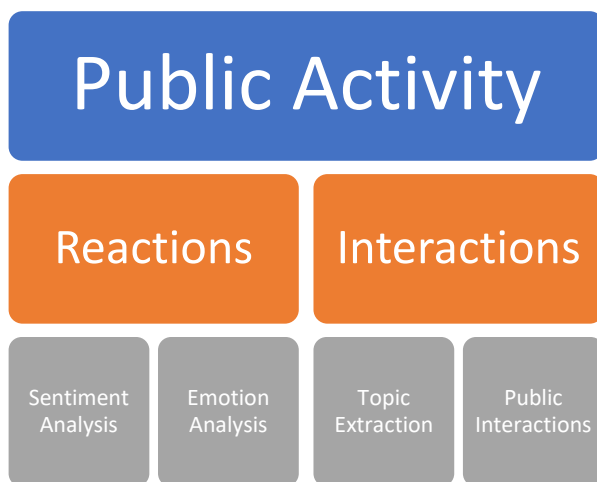 Public Activity
Reactions
Interactions
Sentiment
Analysis
Emotion
Analysis
Topic
Extraction
Public
Interactions